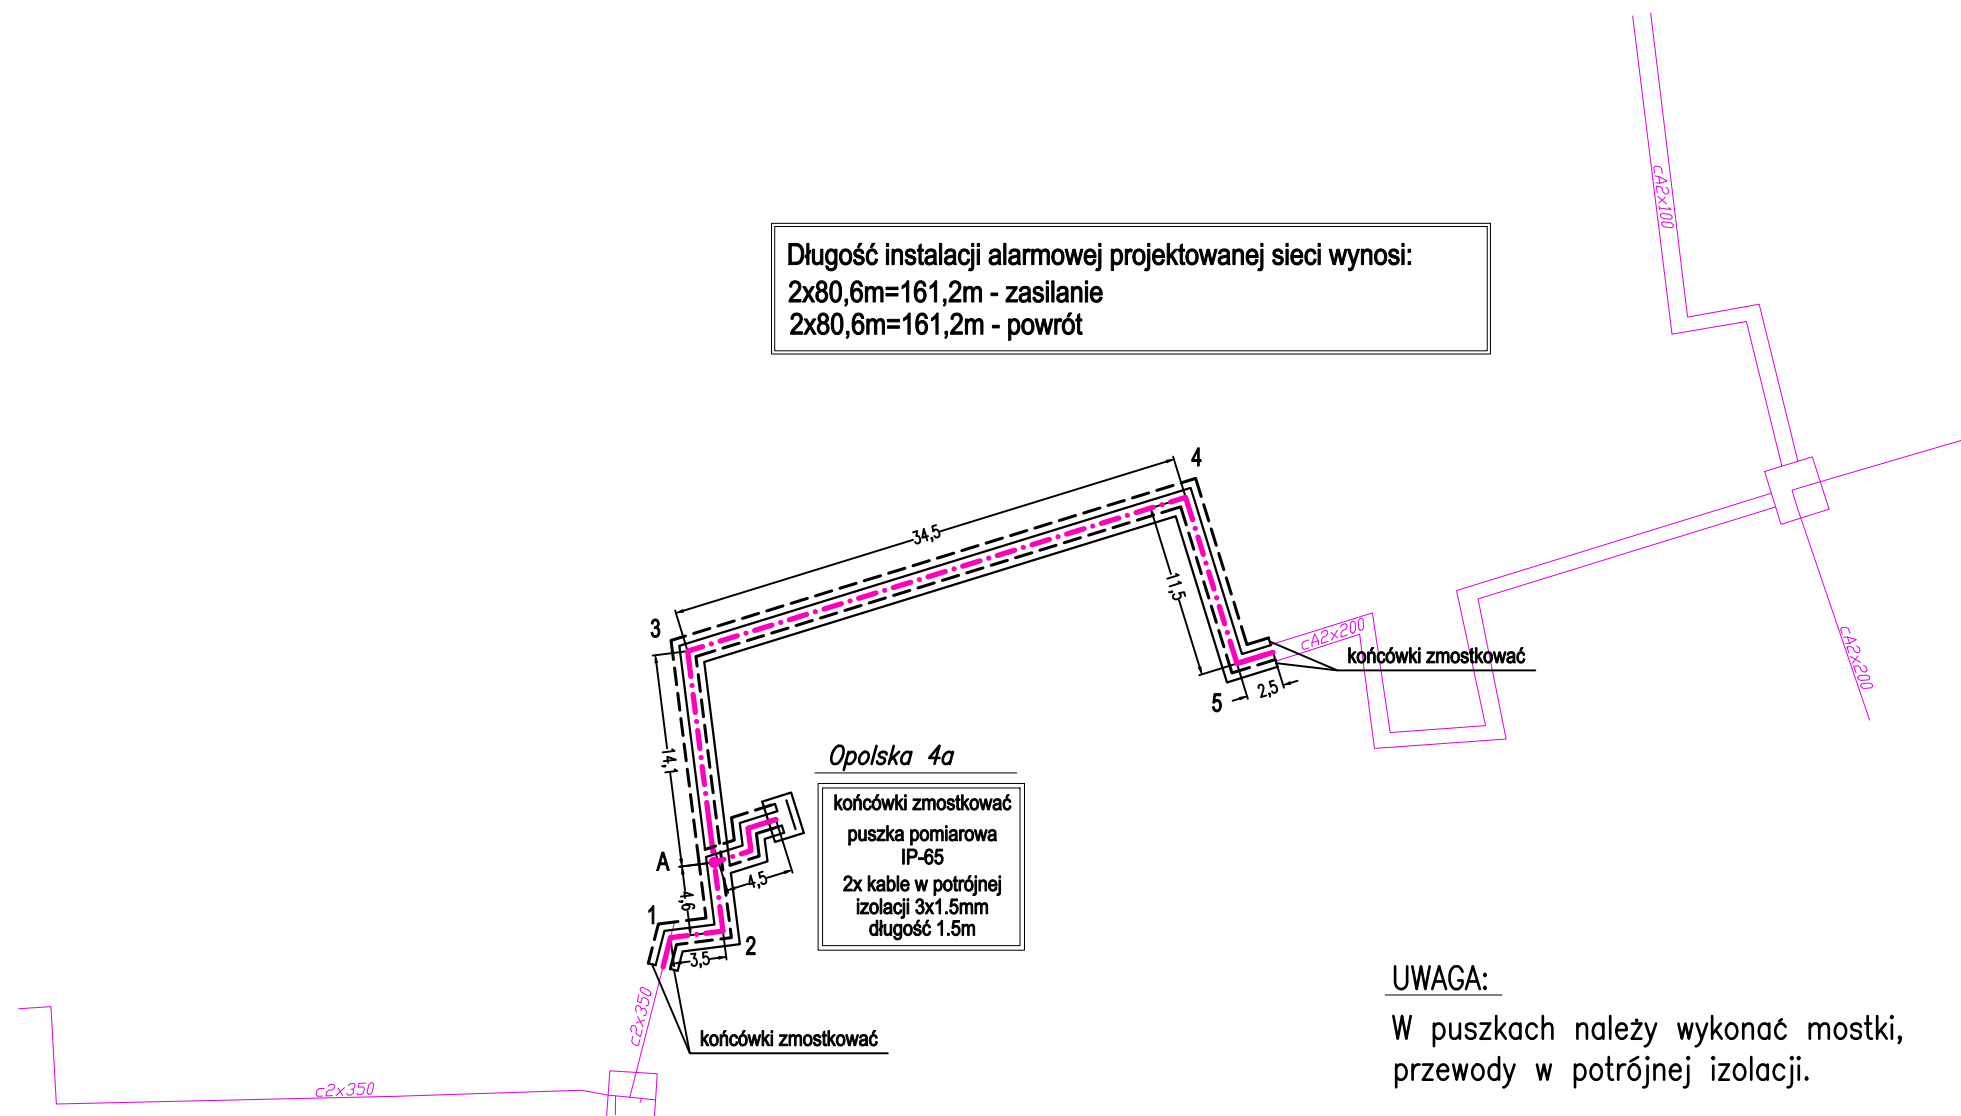 cA2x100
Długość instalacji alarmowej projektowanej sieci wynosi:
2x80,6m=161,2m - zasilanie
2x80,6m=161,2m - powrót
4
34,5
11,5
3
cA2x200
końcówki zmostkować
cA2x200
5
2,5
14,1
Opolska 4a
końcówki zmostkować
puszka pomiarowa
IP-65
2x kable w potrójnej
izolacji 3x1.5mm
długość 1.5m
A
4,5
4,6
1
2
3,5
c2x350
końcówki zmostkować
c2x350
UWAGA:
W puszkach należy wykonać mostki,
przewody w potrójnej izolacji.